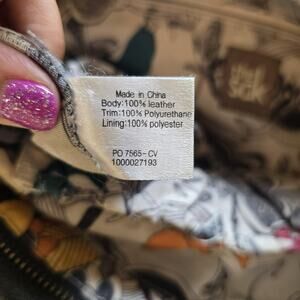 Made in China
Body:100% leather
Trim:100% Polyurethane
Lining:100% polyester
PO 7565-CV
1000027193